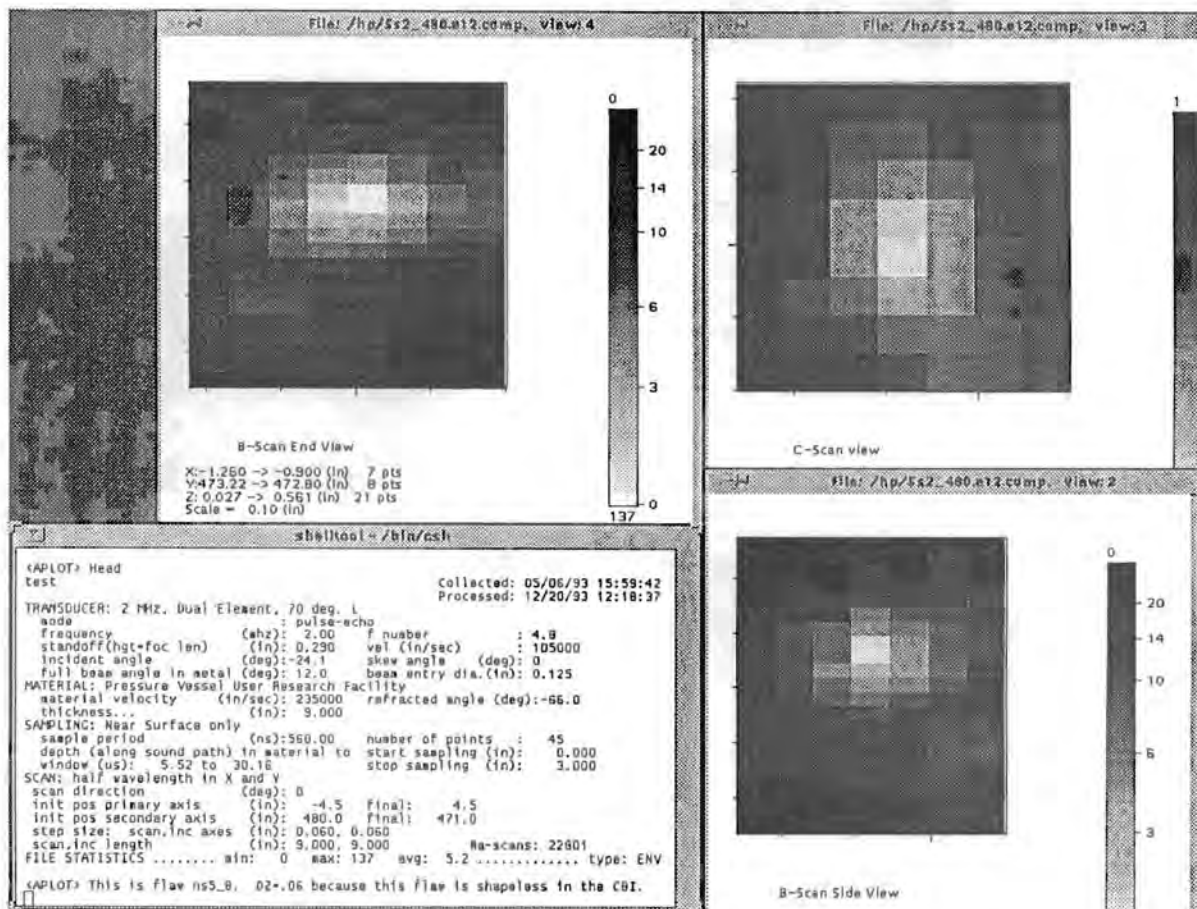 File: /hp/5s2_480.e12.comp, view: 4
0
20
14
10
6
3
0
137
B-Scan End View
X:-1.260 -> -0.900 (in) 7 pts
Y:473.22 -> 472.80 (in) 8 pts
Z: 0.027 -> 0.561 (in) 21 pts
Scale = 0.10 (in)
File: /hp/5s2_480.e12.comp, view: 3
1
C-Scan view
shelltool - /bin/csh
<APLOT> Head
test Collected: 05/06/93 15:59:42
Processed: 12/20/93 12:18:37
TRANSDUCER: 2 MHz, Dual Element, 70 deg. L
mode : pulse-echo
frequency (mhz): 2.00 f number : 4.8
standoff(hgt+foc len) (in): 0.290 vel (in/sec) : 105000
incident angle (deg):-24.1 skew angle (deg): 0
full beam angle in metal (deg): 12.0 beam entry dia.(in): 0.125
MATERIAL: Pressure Vessel User Research Facility
material velocity (in/sec): 235000 refracted angle (deg):-66.0
thickness... (in): 9.000
SAMPLING: Near Surface only
sample period (ns):560.00 number of points : 45
depth (along sound path) in material to start sampling (in): 0.000
window (us): 5.52 to 30.16 stop sampling (in): 3.000
SCAN: half wavelength in X and Y
scan direction (deg): 0
init pos primary axis (in): -4.5 final: 4.5
init pos secondary axis (in): 480.0 final: 471.0
step size: scan,inc axes (in): 0.060, 0.060
scan,inc length (in): 9.000, 9.000 #a-scans: 22801
FILE STATISTICS ........ min: 0 max: 137 avg: 5.2 ............. type: ENV
<APLOT> This is flaw ns5_8. D2=.06 because this flaw is shapeless in the CBI.
File: /hp/5s2_480.e12.comp, view: 2
0
20
14
10
6
3
B-Scan Side View